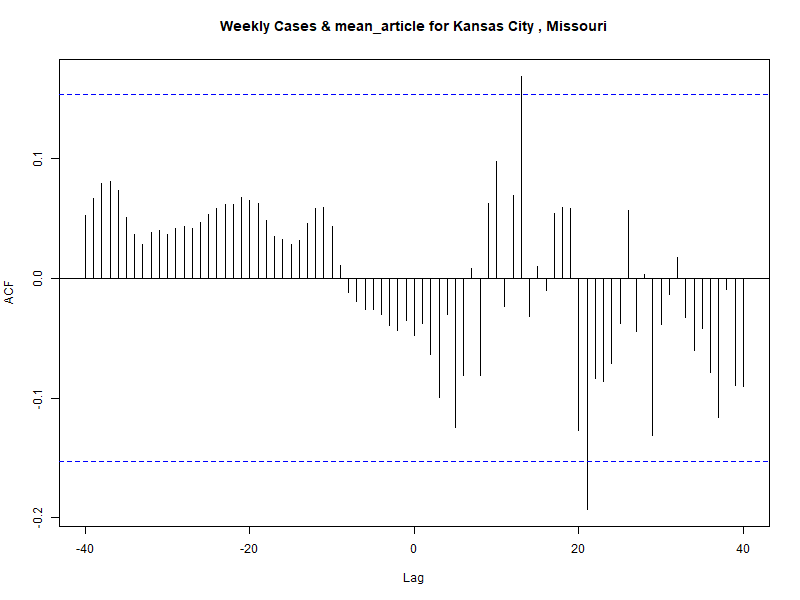 Weekly Cases & mean_article for Kansas City , Missouri
ACF
0.1
0.0
-0.1
-0.2
-40 -20 0 20 40
Lag